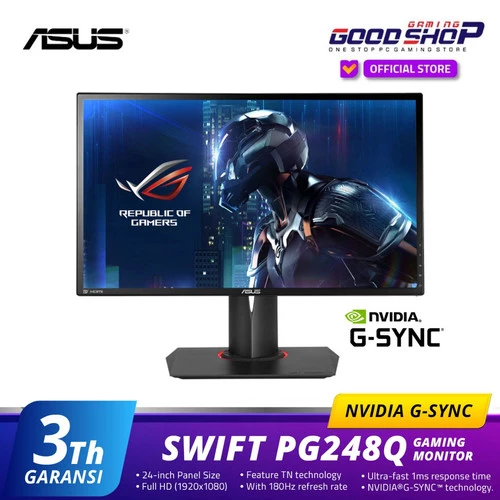 ASUS
GAMING
GOODSHOP
ONE STOP PC GAMING STORE
OFFICIAL STORE
REPUBLIC OF
GAMERS
HDMI
ASUS
NVIDIA
G-SYNC
NVIDIA G-SYNC
3Th
GARANSI
SWIFT PG248Q GAMING
MONITOR
• 24-inch Panel Size
• Full HD (1920x1080)
• Feature TN technology
• With 180Hz refresh rate
• Ultra-fast 1ms response time
• NVIDIA®G-SYNC™ technology.